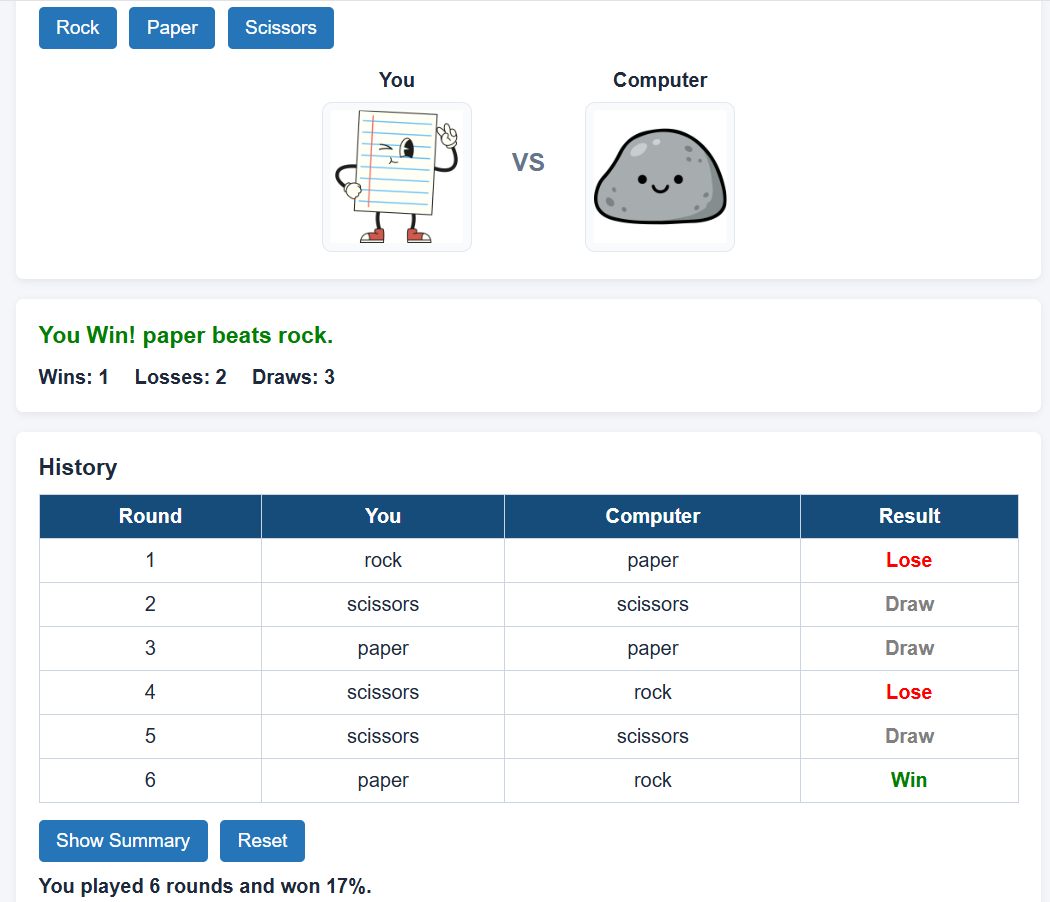 Rock Paper Scissors
You Computer
VS
You Win! paper beats rock.
Wins: 1 Losses: 2 Draws: 3
History
Round You Computer Result
1 rock paper Lose
2 scissors scissors Draw
3 paper paper Draw
4 scissors rock Lose
5 scissors scissors Draw
6 paper rock Win
Show Summary Reset
You played 6 rounds and won 17%.